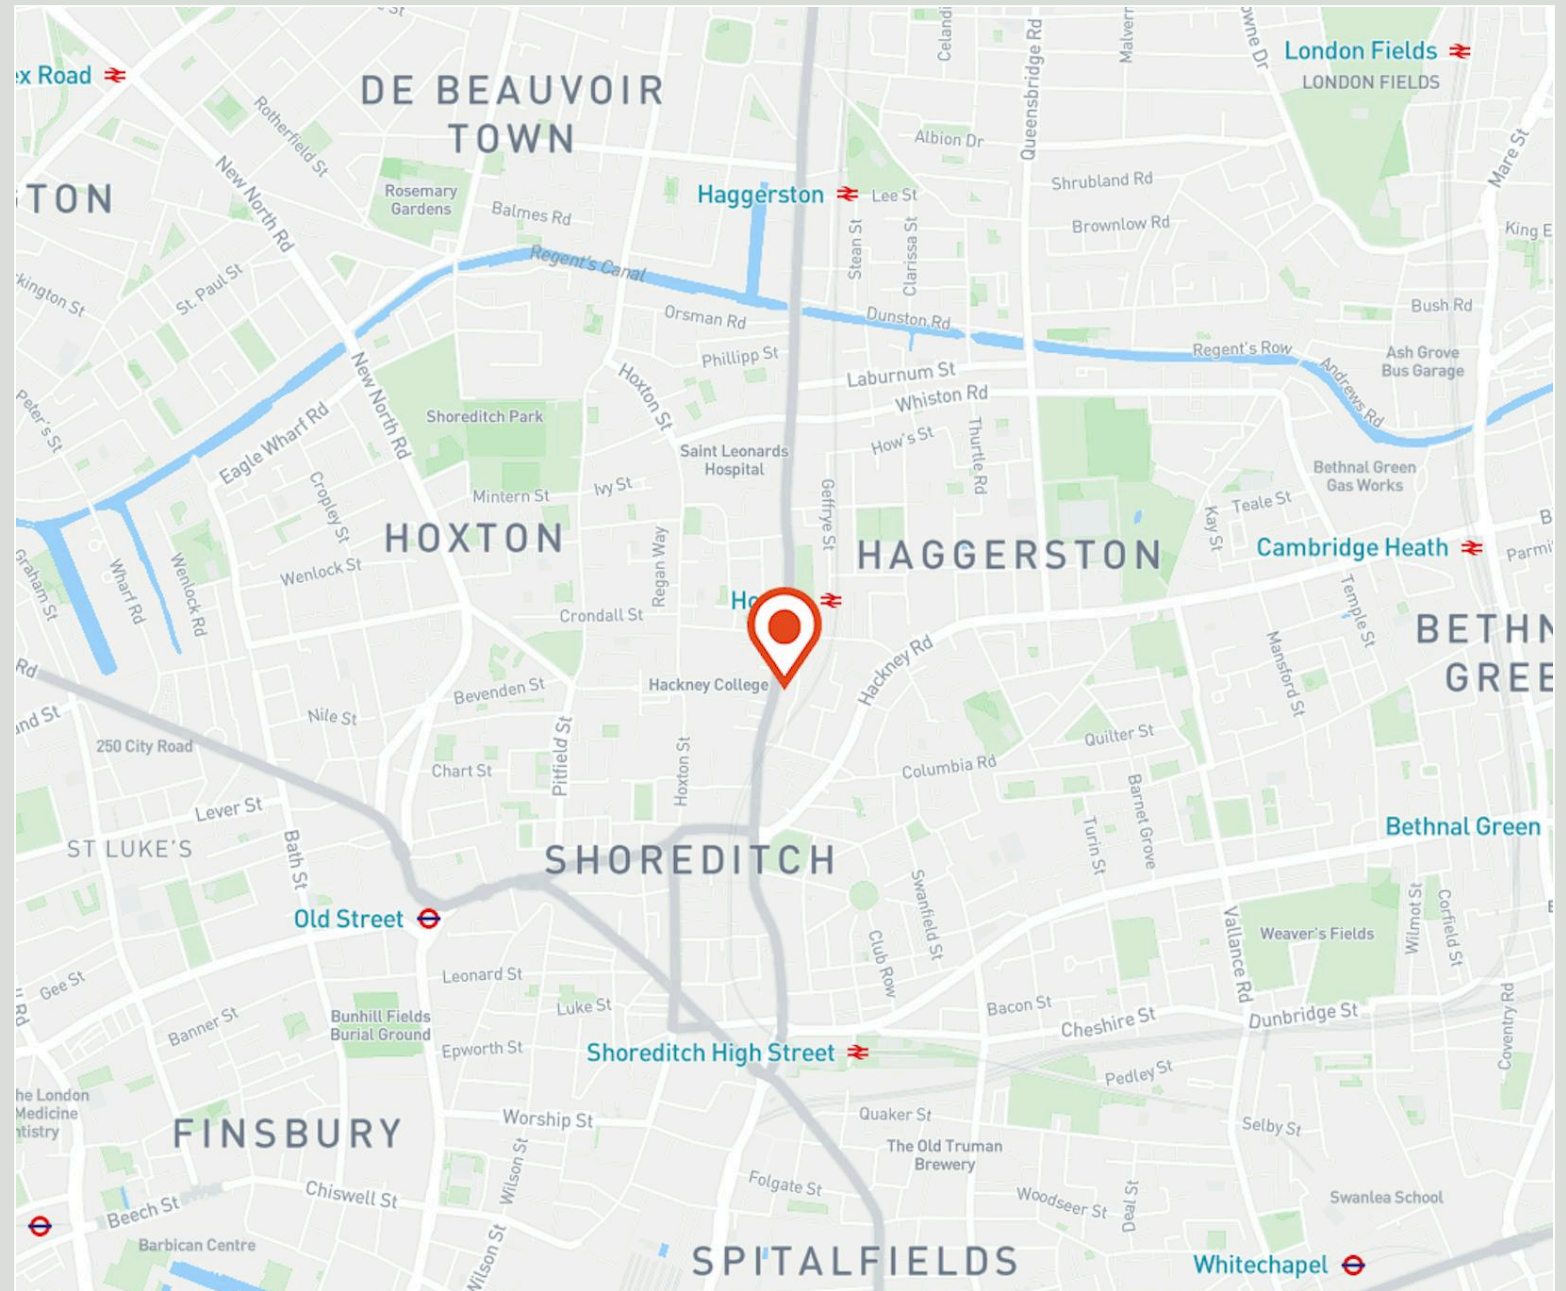 St
Celandi
Queensbridge Rd
Malvern
owne Dr
London Fields
LONDON FIELDS
ex Road
DE BEAUVOIR
TOWN
Rotherfield St
Albion Dr
Mare St
New North Rd
TON
Rosemary
Gardens
Balmes Rd
Haggerston
Lee St
Shrubland Rd
Brownlow Rd
King E
Stean St
Clarissa St
Regent's Canal
St. Paul St
kington St
Orsman Rd
Dunston Rd
Bush Rd
Phillipp St
Regent's Row
Ash Grove
Bus Garage
Andrews Rd
Hoxton St
Laburnum St
Whiston Rd
New North Rd
Peter's St
Eagle Wharf Rd
Shoreditch Park
How's St
Thurtle Rd
Saint Leonards
Hospital
Bethnal Green
Gas Works
Cropley St
Mintern St
Ivy St
Geffrye St
Teale St
Kay St
HOXTON
HAGGERSTON
Cambridge Heath
B
Parmi
Regan Way
Graham St
Wharf Rd
Wenlock Rd
Wenlock St
Crondall St
Ho
Temple St
BETHN
GREE
Mansford St
Hackney Rd
Rd
Bevenden St
Hackney College
Nile St
nd St
250 City Road
Pitfield St
Hoxton St
Quilter St
Columbia Rd
Chart St
Barnet Grove
Turin St
Lever St
Bath St
ST LUKE'S
SHOREDITCH
Bethnal Green
Swanfield St
Old Street
Club Row
Vallance Rd
Weaver's Fields
Wilmot St
Corfield St
E
Gee St
Leonard St
Luke St
Bacon St
Rd
Banner St
Bunhill Fields
Burial Ground
Epworth St
Cheshire St
Dunbridge St
Coventry Rd
Shoreditch High Street
Pedley St
he London
Medicine
ntistry
FINSBURY
Worship St
Quaker St
Selby St
The Old Truman
Brewery
Wilson St
Chiswell St
Folgate St
Woodseer St
Deal St
Swanlea School
Beech St
Barbican Centre
Wilson St
SPITALFIELDS
Whitechapel